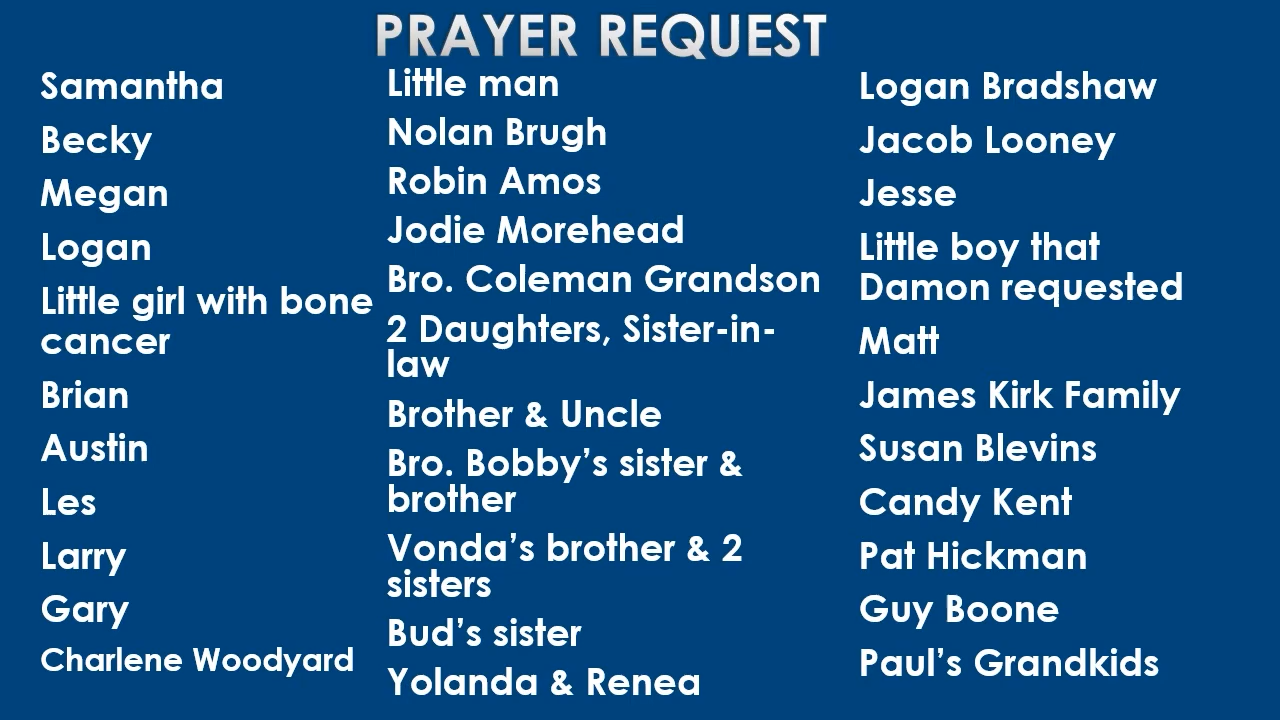 PRAYER REQUEST
Samantha
Becky
Megan
Logan
Little girl with bone
cancer
Brian
Austin
Les
Larry
Gary
Charlene Woodyard
Little man
Nolan Brugh
Robin Amos
Jodie Morehead
Bro. Coleman Grandson
2 Daughters, Sister-in-
law
Brother & Uncle
Bro. Bobby’s sister &
brother
Vonda’s brother & 2
sisters
Bud’s sister
Yolanda & Renea
Logan Bradshaw
Jacob Looney
Jesse
Little boy that
Damon requested
Matt
James Kirk Family
Susan Blevins
Candy Kent
Pat Hickman
Guy Boone
Paul’s Grandkids